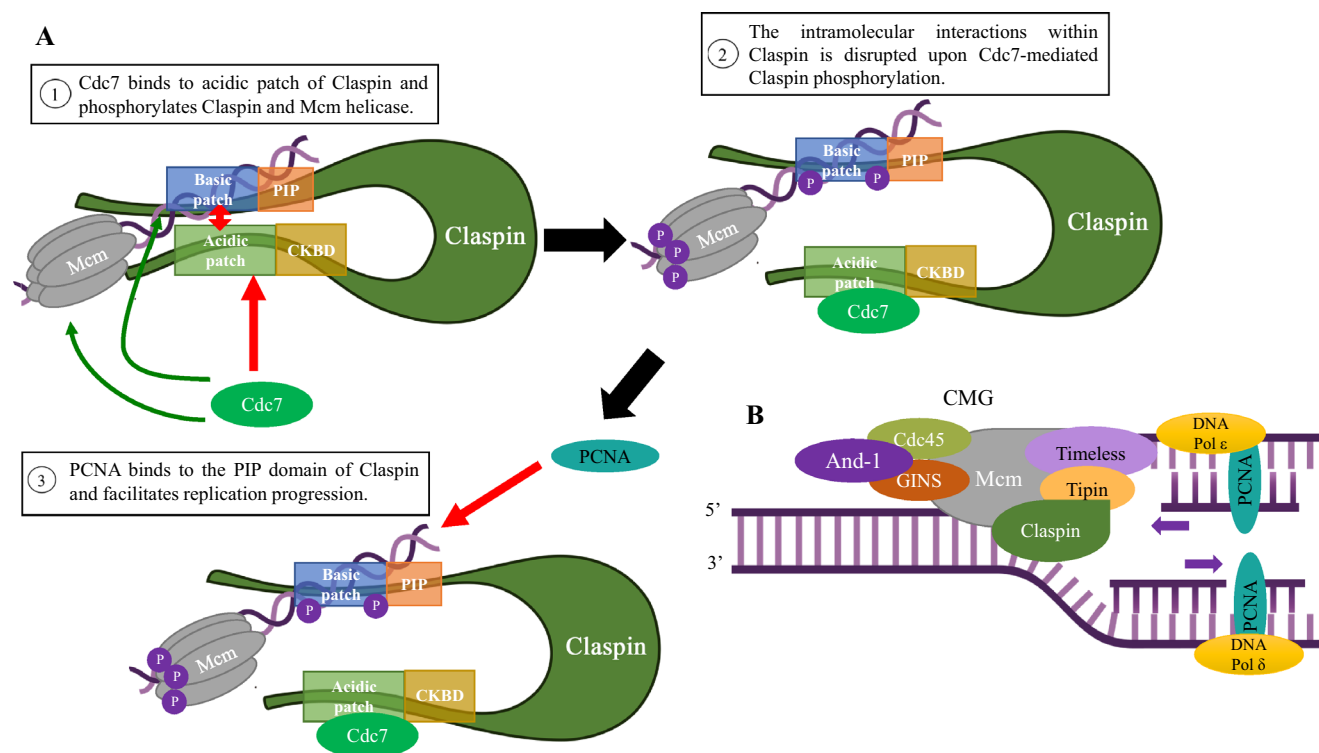 A
1
Cdc7 binds to acidic patch of Claspin and
phosphorylates Claspin and Mcm helicase.
2
The intramolecular interactions within
Claspin is disrupted upon Cdc7-mediated
Claspin phosphorylation.
Basic
patch
PIP
Acidic
patch
CKBD
Mcm
Claspin
Cdc7
Basic
patch
PIP
P
P
Mcm
P
P
P
Claspin
Acidic
patch
CKBD
Cdc7
3
PCNA binds to the PIP domain of Claspin
and facilitates replication progression.
PCNA
Basic
patch
PIP
P
P
Mcm
P
P
P
Claspin
Acidic
patch
CKBD
Cdc7
B
CMG
And-1
Cdc45
GINS
Mcm
Timeless
Tipin
Claspin
DNA
Pol ε
PCNA
5’
3’
PCNA
DNA
Pol δ